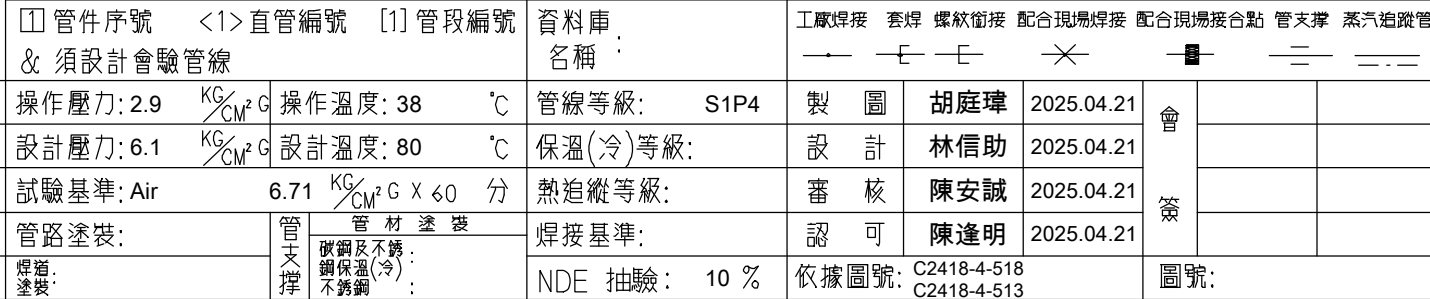 1 管件序號 <1>直管編號 [1]管段編號
& 須設計會驗管線
資料庫
名稱 :
工廠焊接 套焊 螺紋銜接 配合現場焊接 配合現場接合點 管支撐 蒸汽追蹤管
操作壓力: 2.9 KG/CM² G 操作溫度: 38 °C 管線等級: S1P4 製 圖 胡庭瑋 2025.04.21
設計壓力: 6.1 KG/CM² G 設計溫度: 80 °C 保溫(冷)等級: 設 計 林信助 2025.04.21
試驗基準: Air 6.71 KG/CM² G X 60 分 熱追縱等級: 審 核 陳安誠 2025.04.21
管路塗裝:
焊道:
塗裝
管支撐
管 材 塗 裝
碳鋼及不銹 :
鋼保溫(冷)
不銹鋼 :
焊接基準: 認 可 陳逢明 2025.04.21
NDE 抽驗: 10 % 依據圖號: C2418-4-518
C2418-4-513
圖號:
會簽